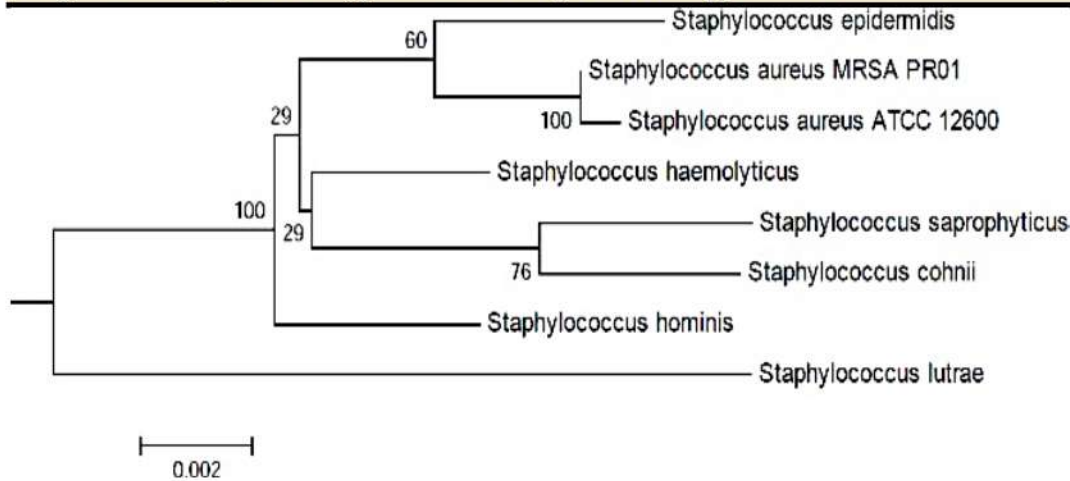 Staphylococcus epidermidis
60
Staphylococcus aureus MRSA PR01
29
100
Staphylococcus aureus ATCC 12600
Staphylococcus haemolyticus
100
29
Staphylococcus saprophyticus
76
Staphylococcus cohnii
Staphylococcus hominis
Staphylococcus lutrae
0.002